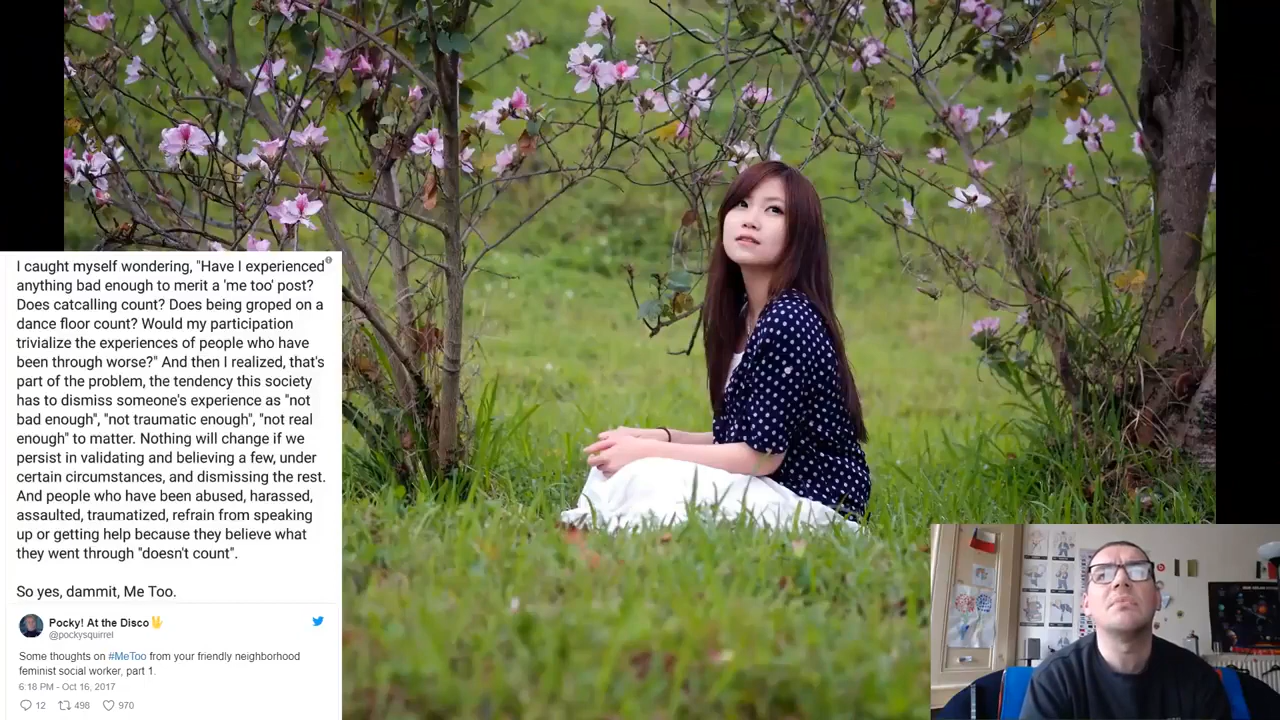 I caught myself wondering, "Have I experienced
anything bad enough to merit a 'me too' post?
Does catcalling count? Does being groped on a
dance floor count? Would my participation
trivialize the experiences of people who have
been through worse?" And then I realized, that's
part of the problem, the tendency this society
has to dismiss someone's experience as "not
bad enough", "not traumatic enough", "not real
enough" to matter. Nothing will change if we
persist in validating and believing a few, under
certain circumstances, and dismissing the rest.
And people who have been abused, harassed,
assaulted, traumatized, refrain from speaking
up or getting help because they believe what
they went through "doesn't count".
So yes, dammit, Me Too.
Pocky! At the Disco🖖
@pockysquirrel
Some thoughts on #MeToo from your friendly neighborhood
feminist social worker, part 1.
6:18 PM - Oct 16, 2017
12 498 970